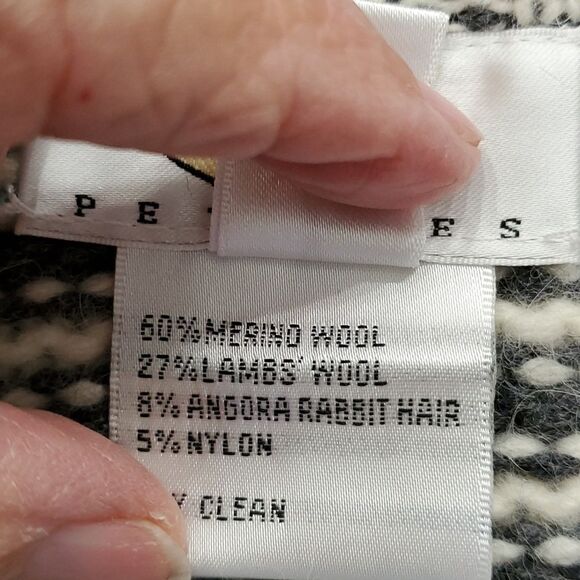 P E T E S
60% MERINO WOOL
27% LAMBS' WOOL
8% ANGORA RABBIT HAIR
5% NYLON
Y CLEAN